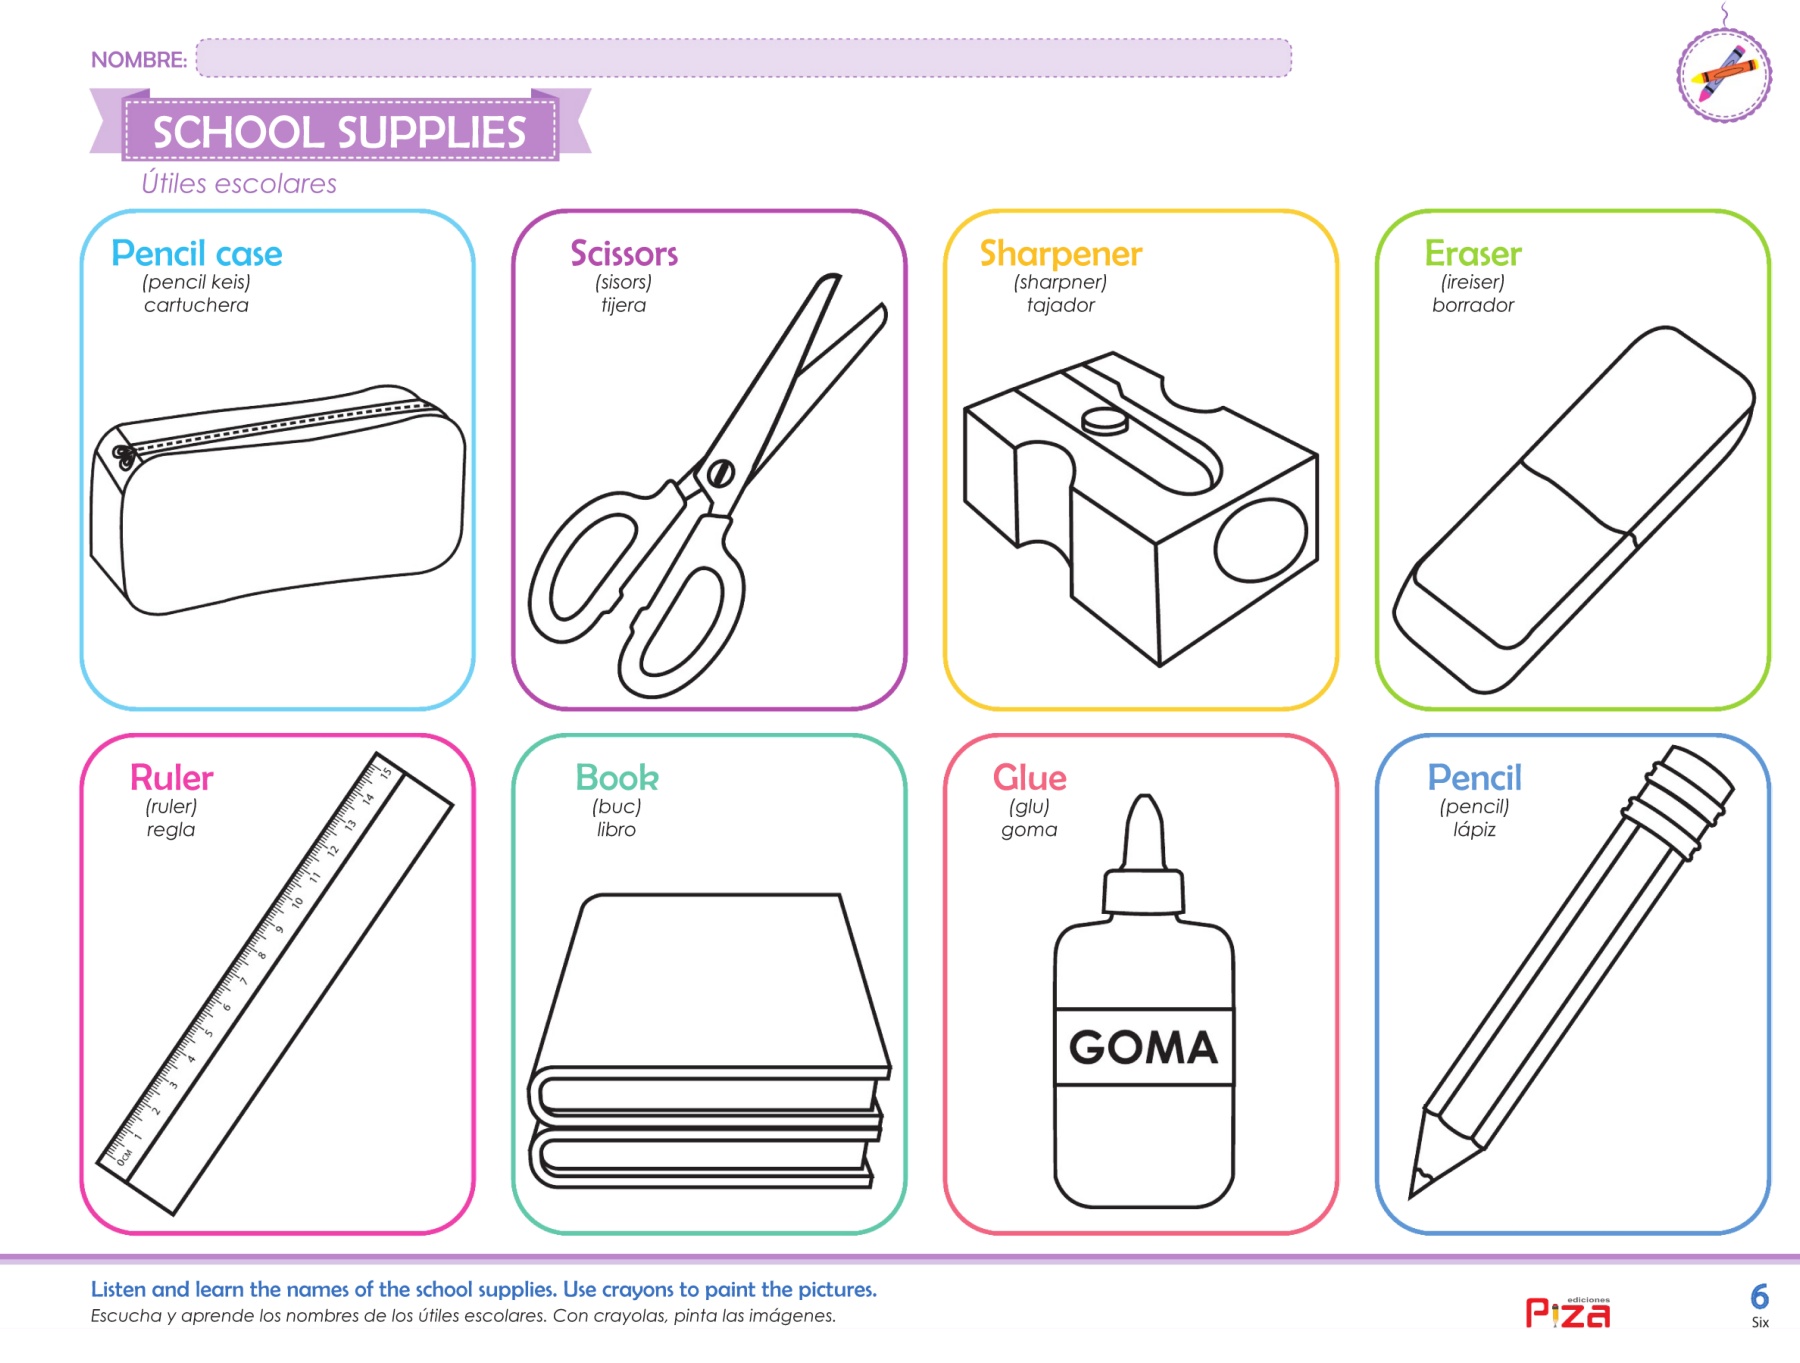 NOMBRE:
SCHOOL SUPPLIES
Útiles escolares
Pencil case
(pencil keis)
cartuchera
Scissors
(sisors)
tijera
Sharpener
(sharpner)
tajador
Eraser
(ireiser)
borrador
Ruler
(ruler)
regla
0CM 1 2 3 4 5 6 7 8 9 10 11 12 13 14 15
Book
(buc)
libro
Glue
(glu)
goma
GOMA
Pencil
(pencil)
lápiz
Listen and learn the names of the school supplies. Use crayons to paint the pictures.
Escucha y aprende los nombres de los útiles escolares. Con crayolas, pinta las imágenes.
ediciones
Piza
6
Six